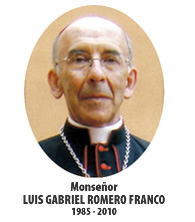 Monseñor
LUIS GABRIEL ROMERO FRANCO
1985 - 2010